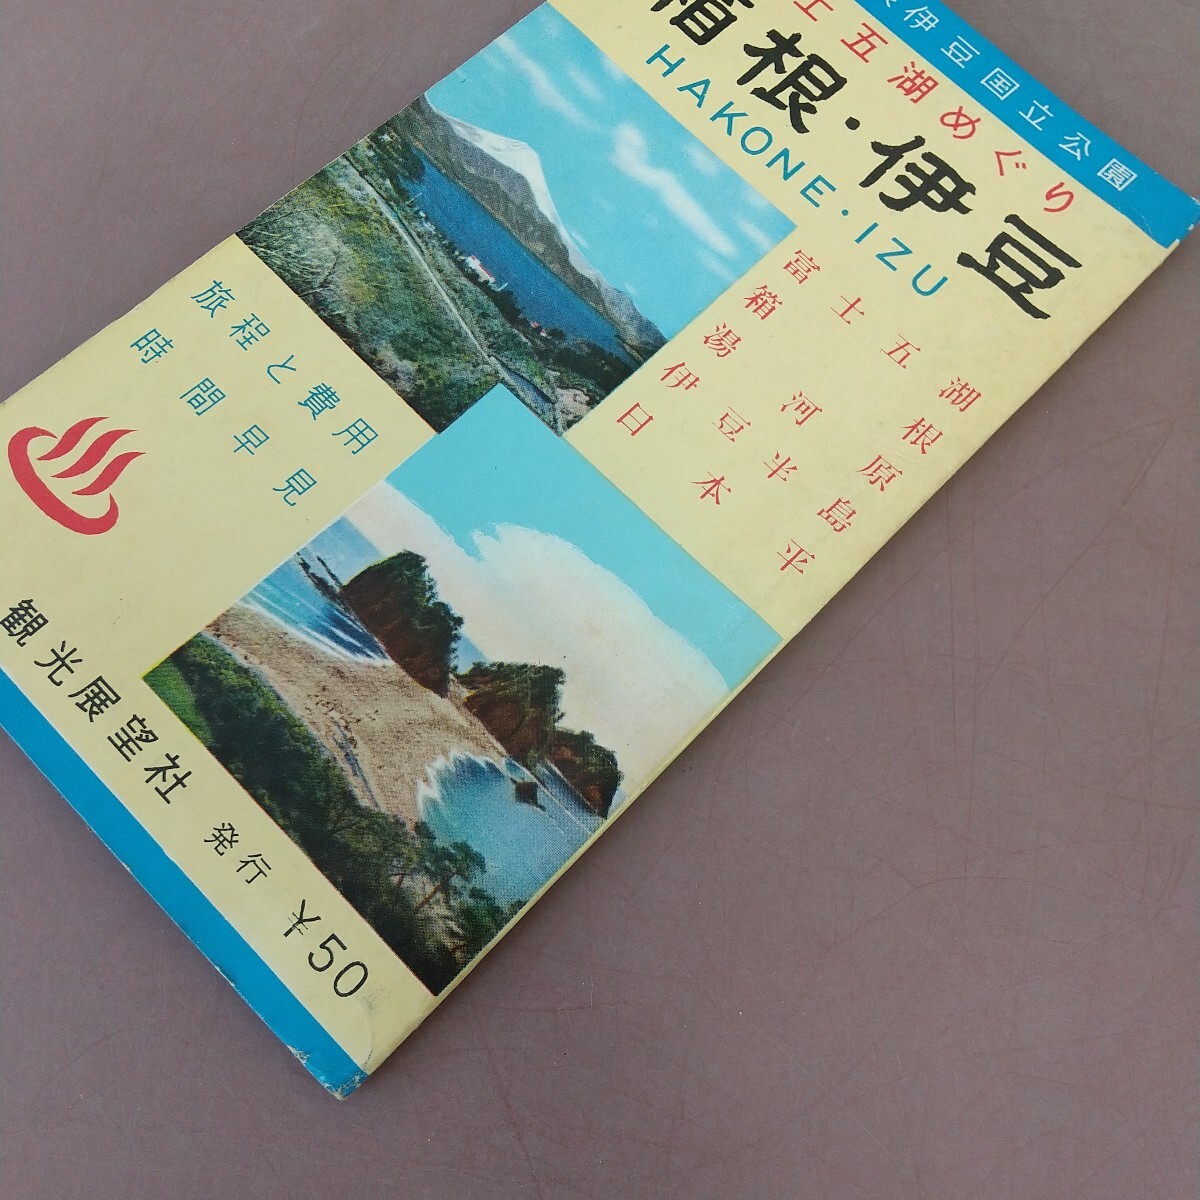 伊豆国立公園
士五湖めぐり
箱根・伊豆
HAKONE・IZU
富士五湖
箱根
湯河原
伊豆半島
日本平
旅程と費用
時間早見
観光展望社 発行 ¥50